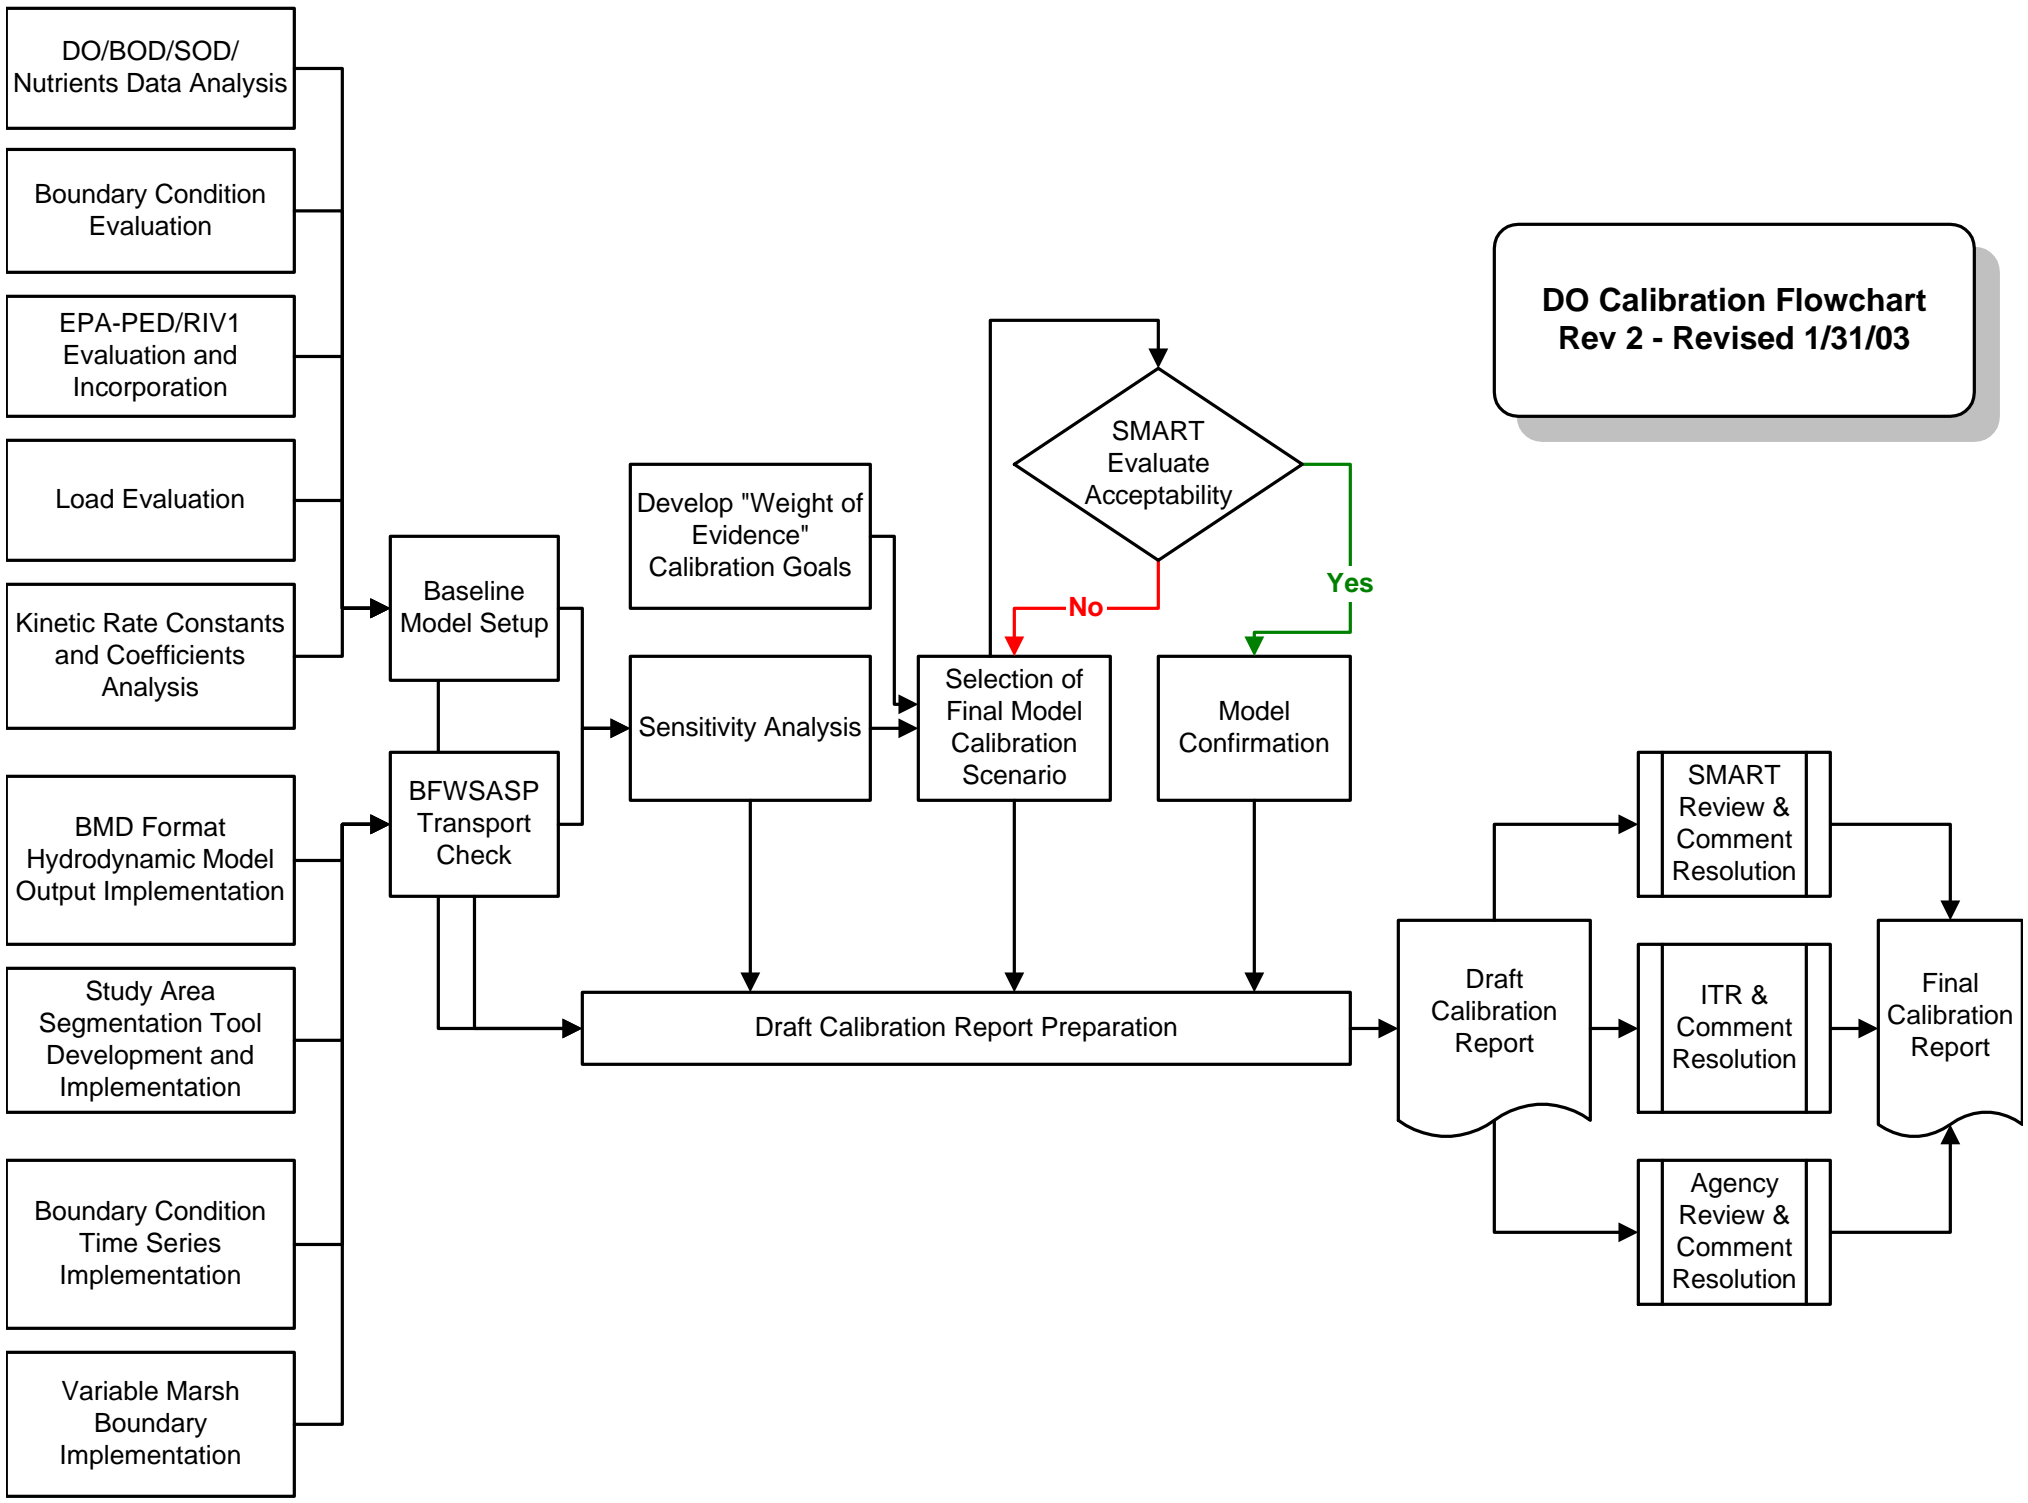 DO/BOD/SOD/
Nutrients Data Analysis
Boundary Condition
Evaluation
EPA-PED/RIV1
Evaluation and
Incorporation
Load Evaluation
Kinetic Rate Constants
and Coefficients
Analysis
BMD Format
Hydrodynamic Model
Output Implementation
Study Area
Segmentation Tool
Development and
Implementation
Boundary Condition
Time Series
Implementation
Variable Marsh
Boundary
Implementation
Baseline
Model Setup
BFWSASP
Transport
Check
Develop "Weight of
Evidence"
Calibration Goals
Sensitivity Analysis
SMART
Evaluate
Acceptability
No
Yes
Selection of
Final Model
Calibration
Scenario
Model
Confirmation
Draft Calibration Report Preparation
DO Calibration Flowchart
Rev 2 - Revised 1/31/03
Draft
Calibration
Report
SMART
Review &
Comment
Resolution
ITR &
Comment
Resolution
Agency
Review &
Comment
Resolution
Final
Calibration
Report